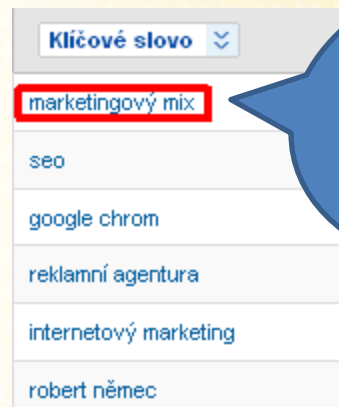 Klíčové slovo
marketingový mix
seo
google chrom
reklamní agentura
internetový marketing
robert němec